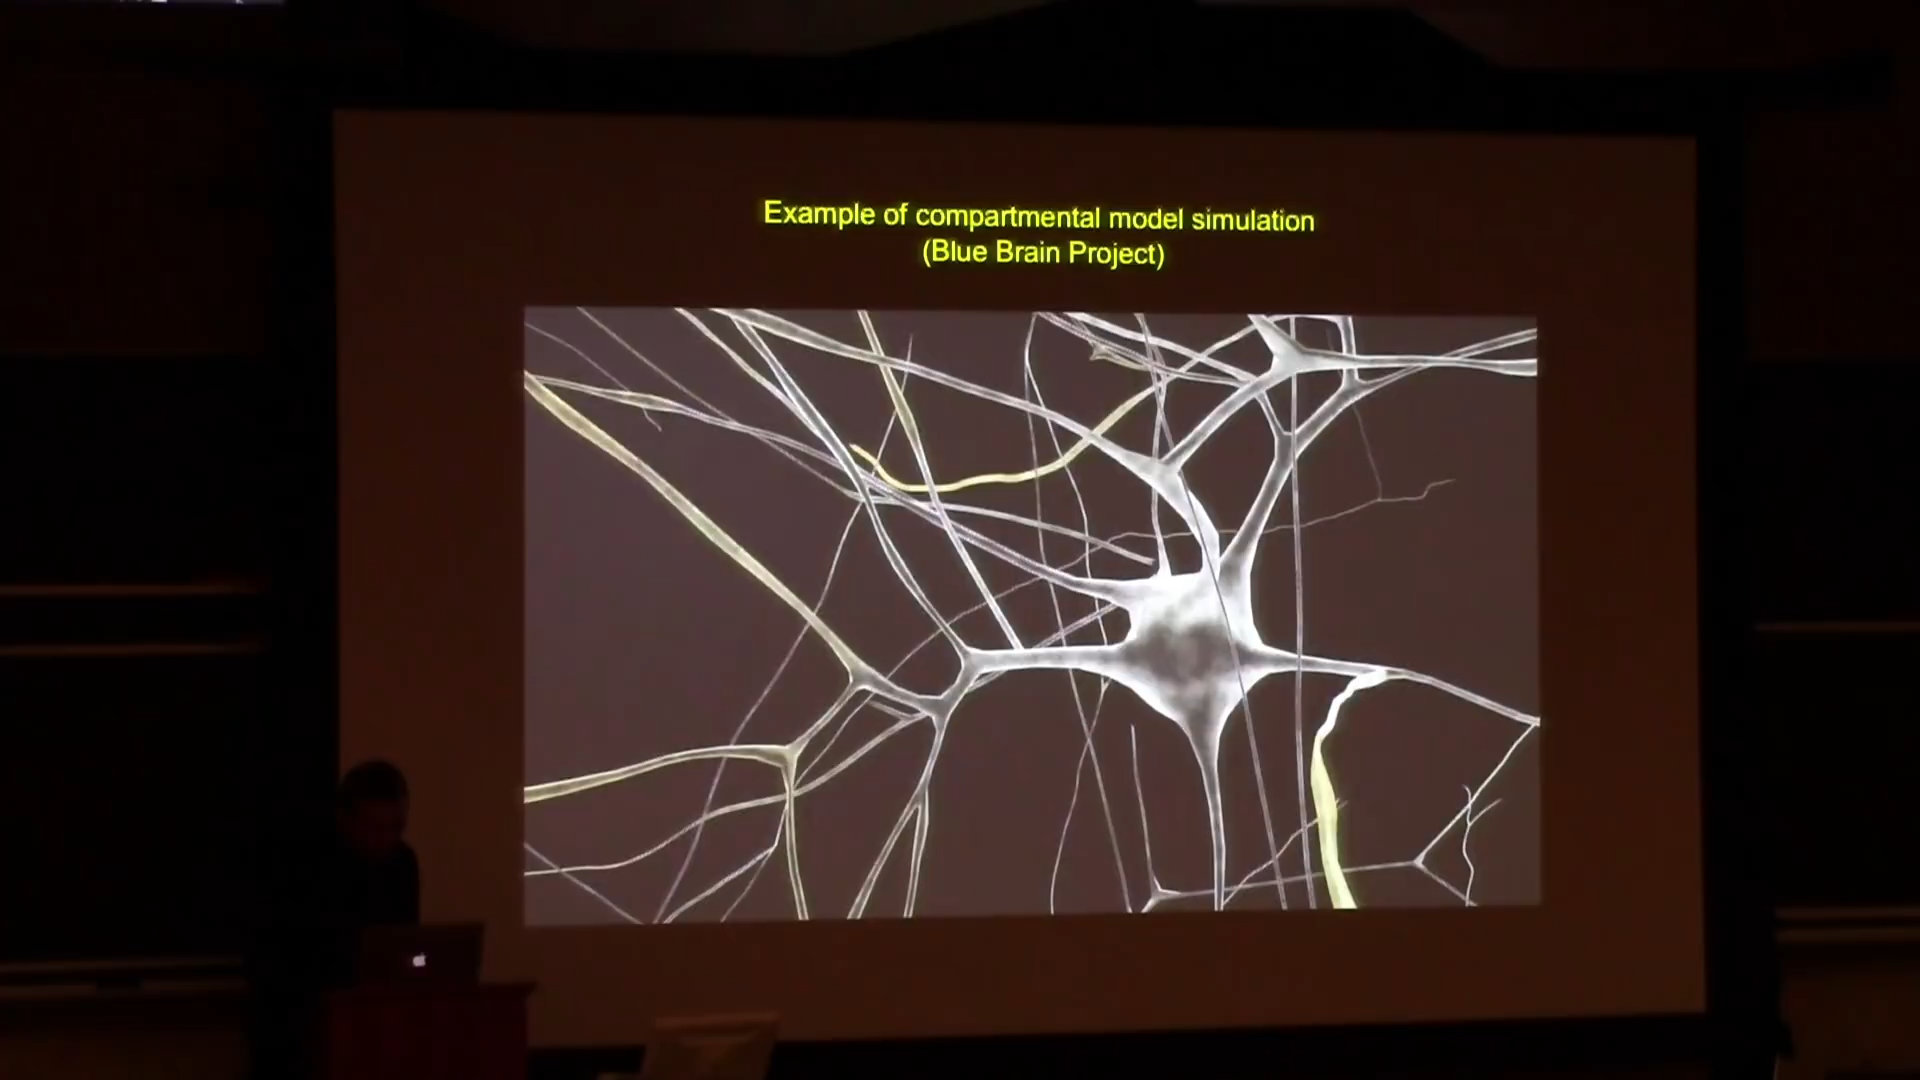 Example of compartmental model simulation
(Blue Brain Project)